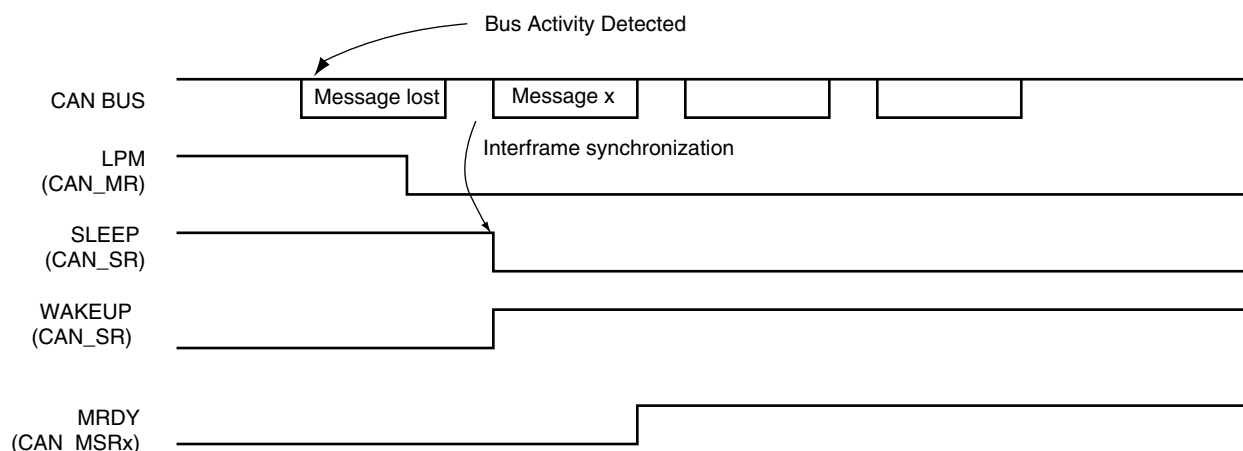 Bus Activity Detected
CAN BUS
Message lost
Message x
Interframe synchronization
LPM
(CAN_MR)
SLEEP
(CAN_SR)
WAKEUP
(CAN_SR)
MRDY
(CAN_MSRx)